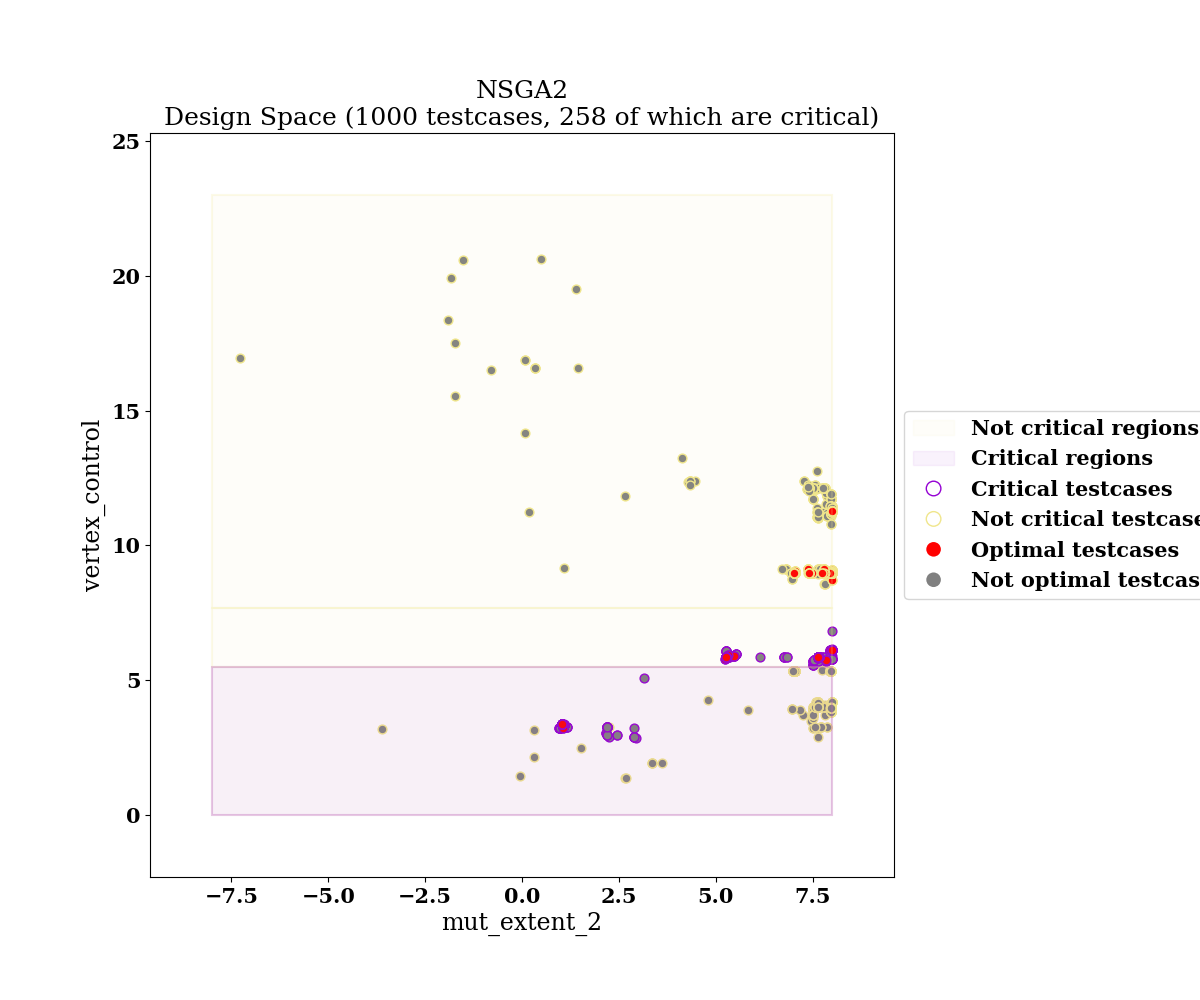 NSGA2
Design Space (1000 testcases, 258 of which are critical)
25
20
15
10
5
0
vertex_control
−7.5
−5.0
−2.5
0.0
2.5
5.0
7.5
mut_extent_2
Not critical regions
Critical regions
Critical testcases
Not critical testcase
Optimal testcases
Not optimal testcas